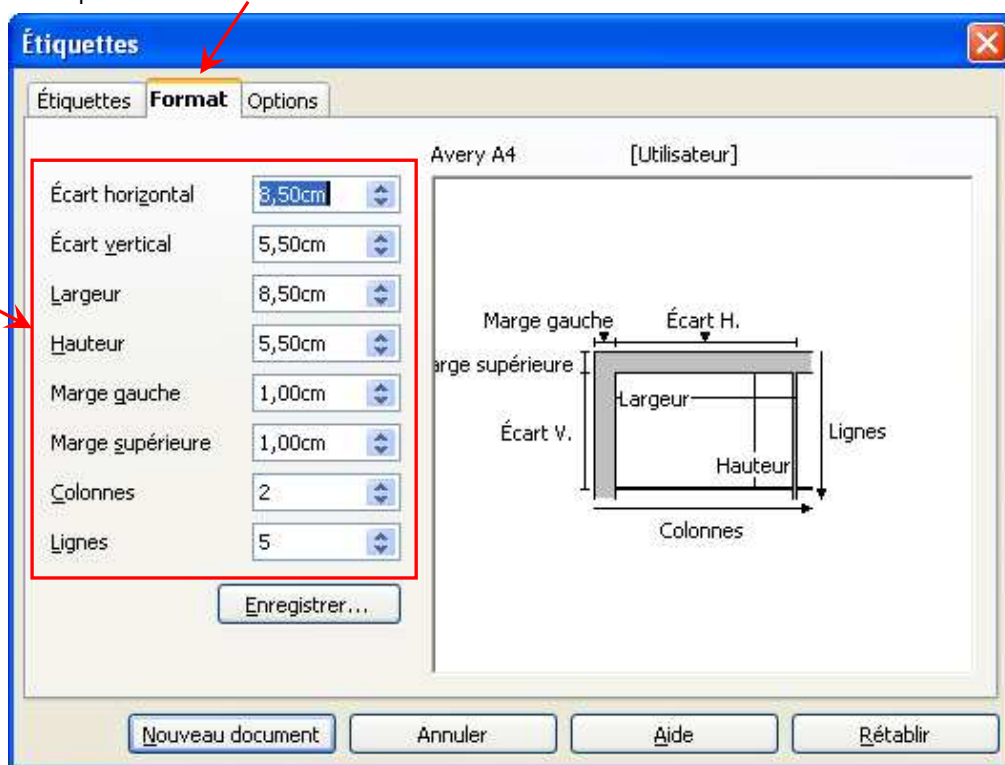 Étiquettes
Étiquettes Format Options
Avery A4 [Utilisateur]
Écart horizontal 8,50cm
Écart vertical 5,50cm
Largeur 8,50cm
Hauteur 5,50cm
Marge gauche 1,00cm
Marge supérieure 1,00cm
Colonnes 2
Lignes 5
Enregistrer...
Marge gauche Écart H.
arge supérieure
Largeur
Écart V.
Lignes
Hauteur
Colonnes
Nouveau document Annuler Aide Rétablir